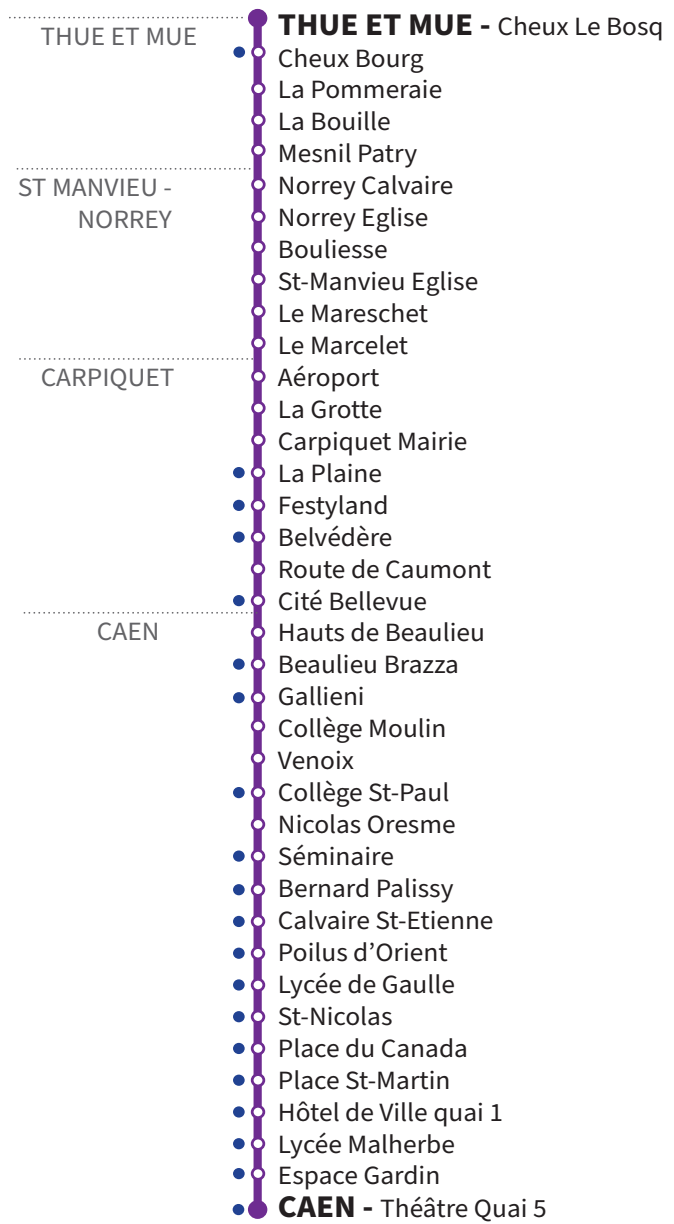 THUE ET MUE
THUE ET MUE - Cheux Le Bosq
Cheux Bourg
La Pommeraie
La Bouille
Mesnil Patry
ST MANVIEU -
NORREY
Norrey Calvaire
Norrey Eglise
Bouliesse
St-Manvieu Eglise
Le Mareschet
Le Marcelet
CARPIQUET
Aéroport
La Grotte
Carpiquet Mairie
La Plaine
Festyland
Belvédère
Route de Caumont
Cité Bellevue
CAEN
Hauts de Beaulieu
Beaulieu Brazza
Gallieni
Collège Moulin
Venoix
Collège St-Paul
Nicolas Oresme
Séminaire
Bernard Palissy
Calvaire St-Etienne
Poilus d’Orient
Lycée de Gaulle
St-Nicolas
Place du Canada
Place St-Martin
Hôtel de Ville quai 1
Lycée Malherbe
Espace Gardin
CAEN - Théâtre Quai 5